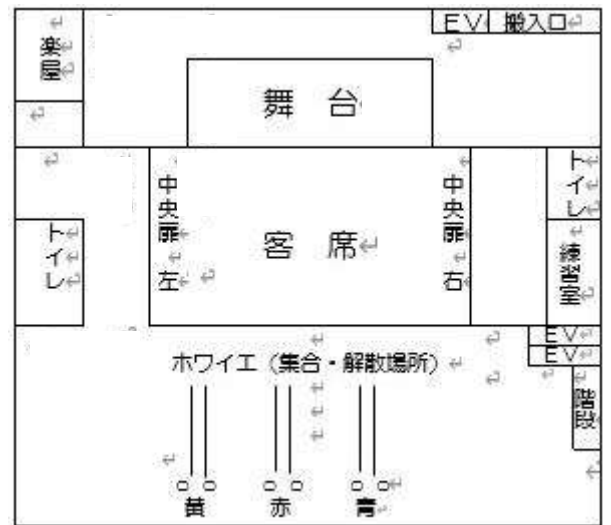 EV 搬入口
楽屋
舞 台
トイレ
中央扉 左
客 席
中央扉 右
トイレ
練習室
EV
EV
ホワイエ（集合・解散場所）
階段
黄 赤 青